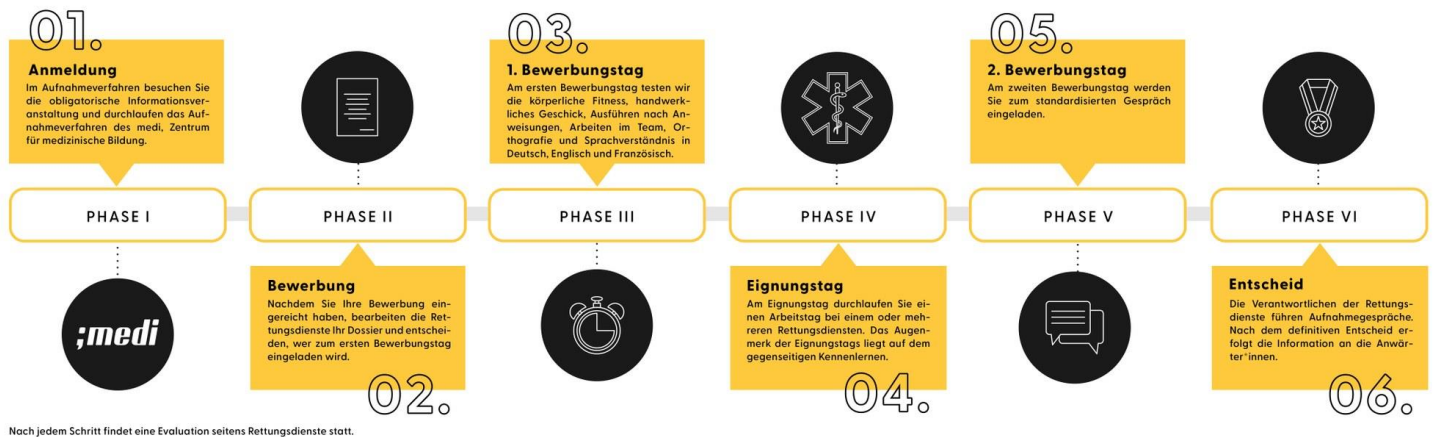 01.
Anmeldung
Im Aufnahmeverfahren besuchen Sie
die obligatorische Informationsver-
anstaltung und durchlaufen das Auf-
nahmeverfahren des medi, Zentrum
für medizinische Bildung.
03.
1. Bewerbungstag
Am ersten Bewerbungstag testen wir
die körperliche Fitness, handwerk-
liches Geschick, Ausführen nach An-
weisungen, Arbeiten im Team, Or-
thografie und Sprachverständnis in
Deutsch, Englisch und Französisch.
05.
2. Bewerbungstag
Am zweiten Bewerbungstag werden
Sie zum standardisierten Gespräch
eingeladen.
PHASE I
PHASE II
PHASE III
PHASE IV
PHASE V
PHASE VI
;medi
Bewerbung
Nachdem Sie Ihre Bewerbung ein-
gereicht haben, bearbeiten die Ret-
tungsdienste Ihr Dossier und entschei-
den, wer zum ersten Bewerbungstag
eingeladen wird.
02.
Eignungstag
Am Eignungstag durchlaufen Sie ei-
nen Arbeitstag bei einem oder meh-
reren Rettungsdiensten. Das Augen-
merk der Eignungstags liegt auf dem
gegenseitigen Kennenlernen.
04.
Entscheid
Die Verantwortlichen der Rettungs-
dienste führen Aufnahmegespräche.
Nach dem definitiven Entscheid er-
folgt die Information an die Anwär-
ter*innen.
06.
Nach jedem Schritt findet eine Evaluation seitens Rettungsdienste statt.